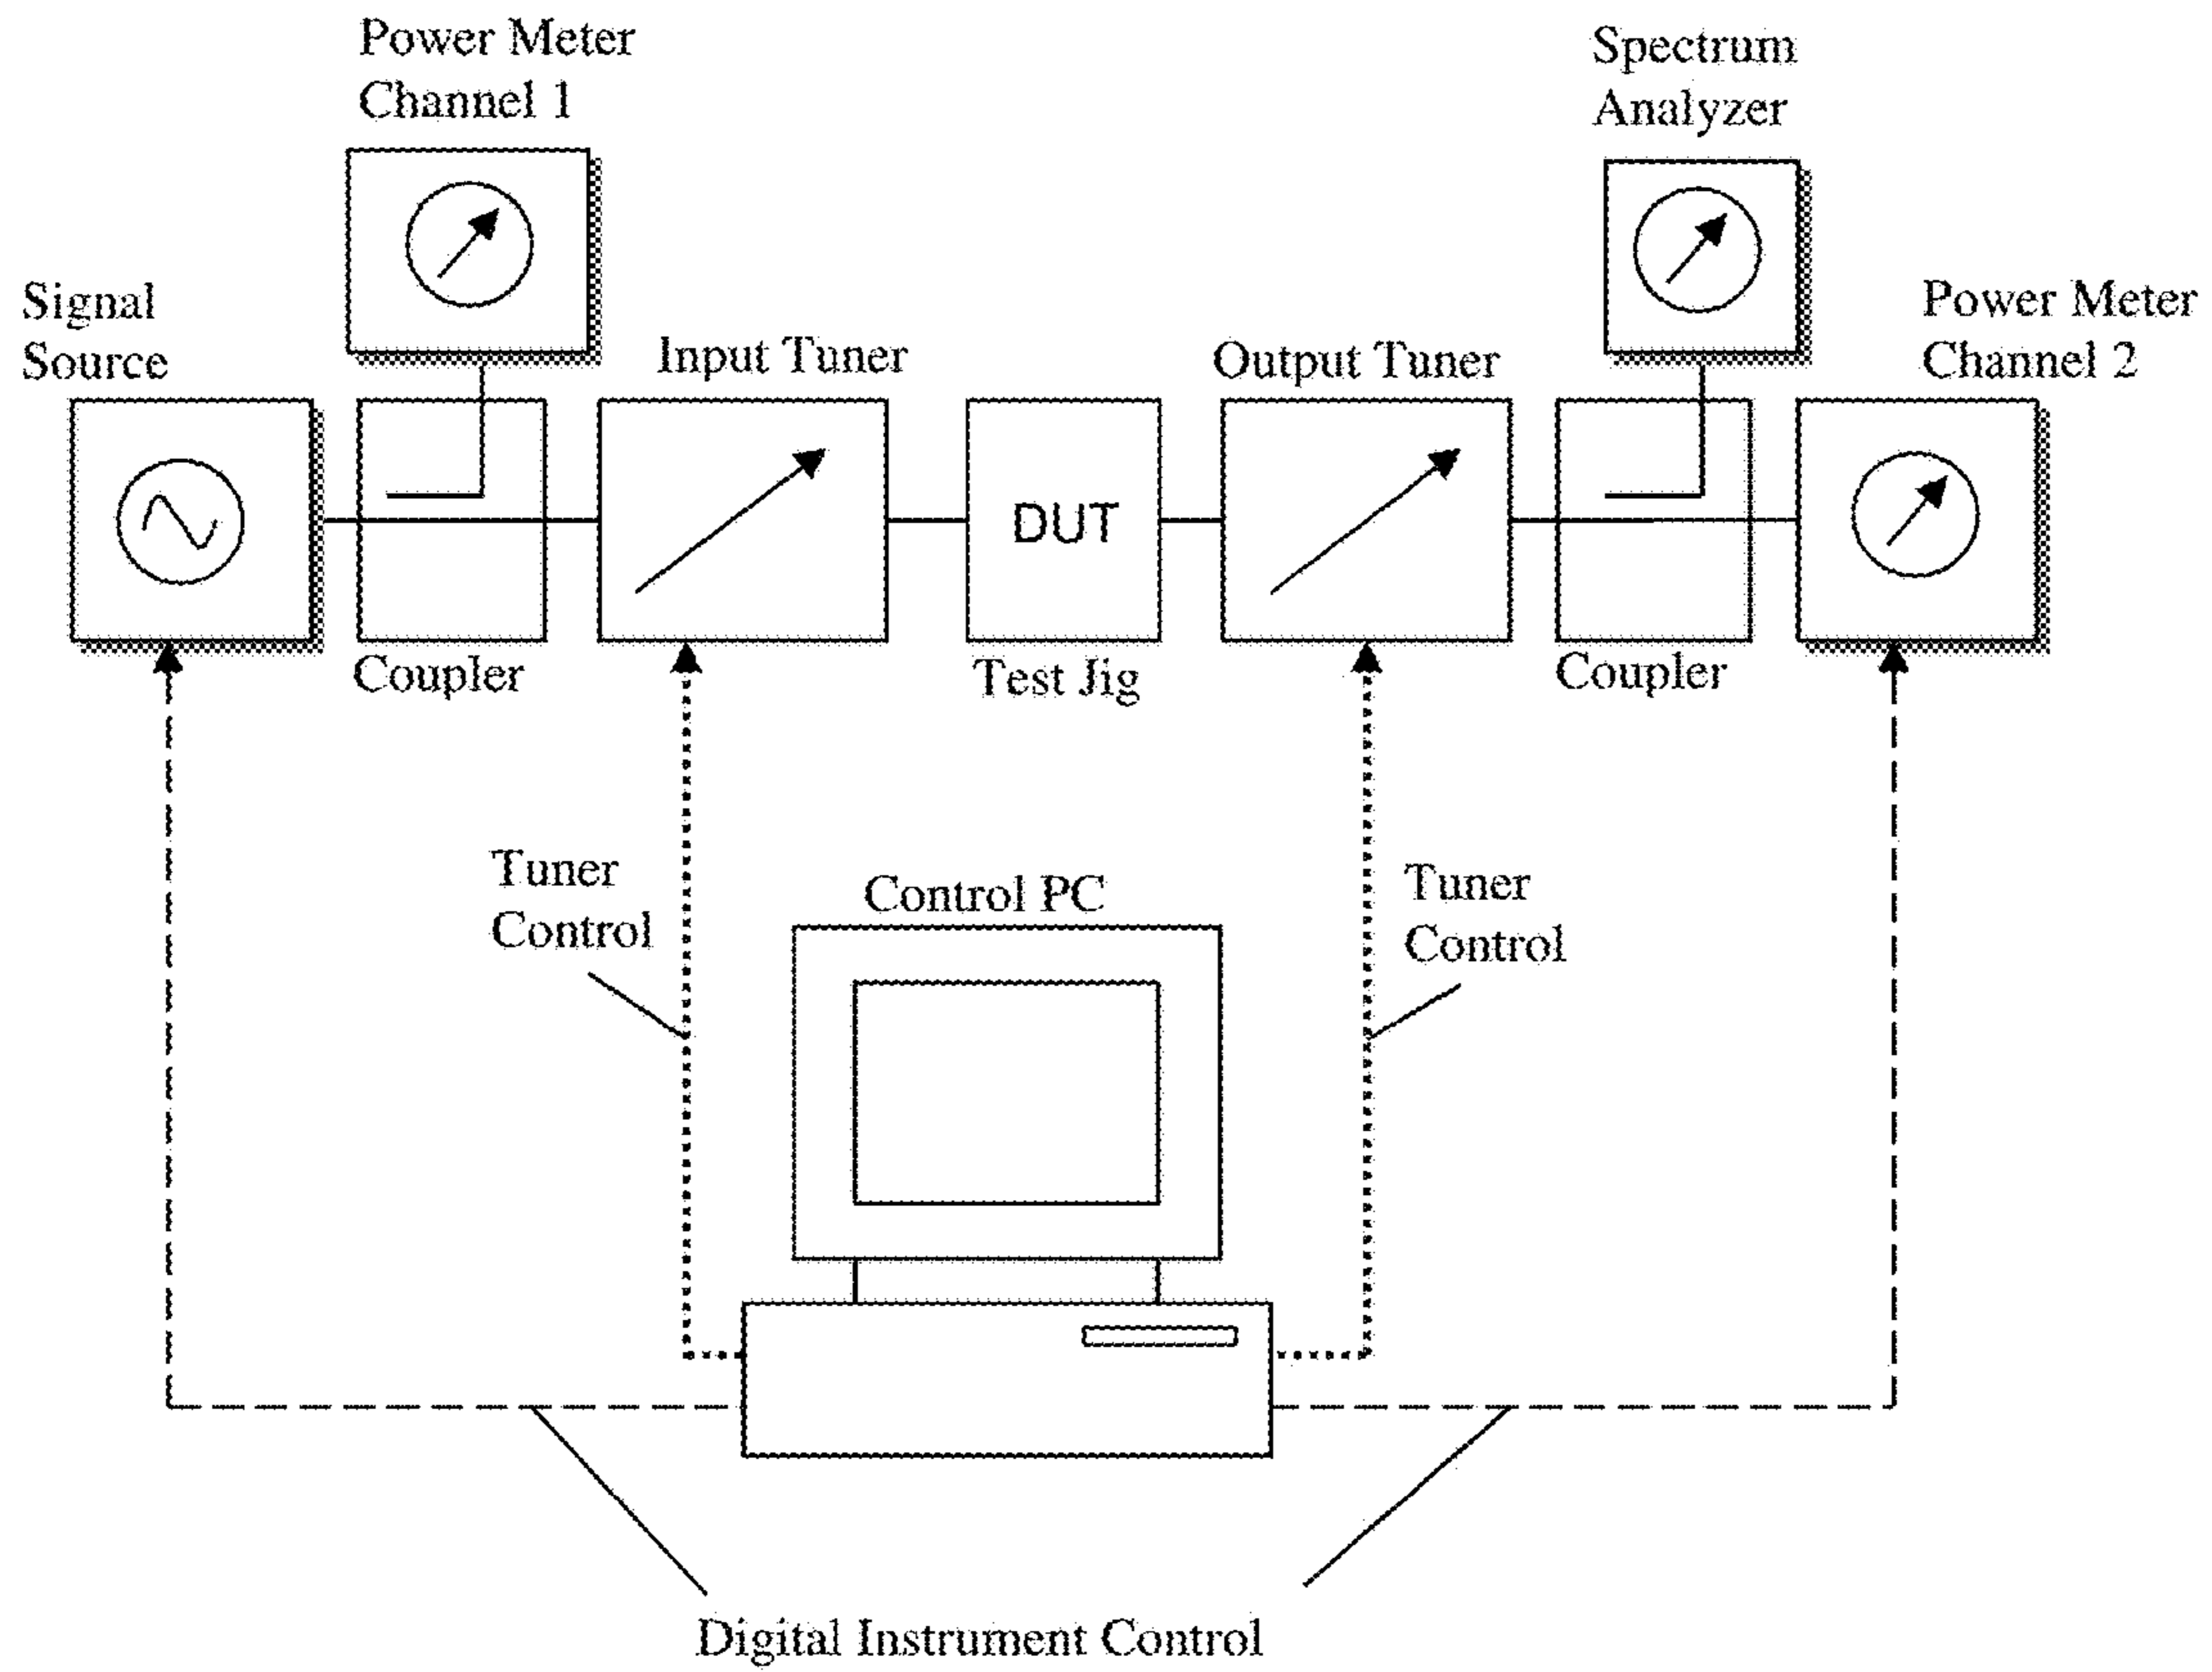 Power Meter
Channel 1
Spectrum
Analyzer
Signal
Source
Input Tuner
Output Tuner
Power Meter
Channel 2
DUT
Coupler
Test Jig
Coupler
Tuner
Control
Control PC
Tuner
Control
Digital Instrument Control